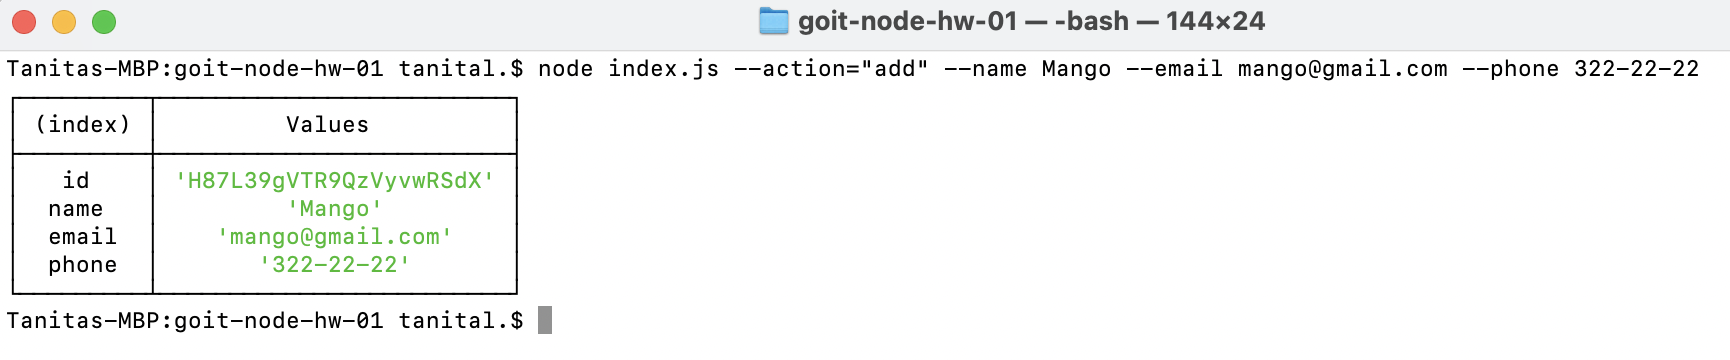 goit-node-hw-01 — -bash — 144×24
Tanitas-MBP:goit-node-hw-01 tanital.$ node index.js --action="add" --name Mango --email mango@gmail.com --phone 322-22-22
(index) Values
id 'H87L39gVTR9QzVyvwRSdX'
name 'Mango'
email 'mango@gmail.com'
phone '322-22-22'
Tanitas-MBP:goit-node-hw-01 tanital.$